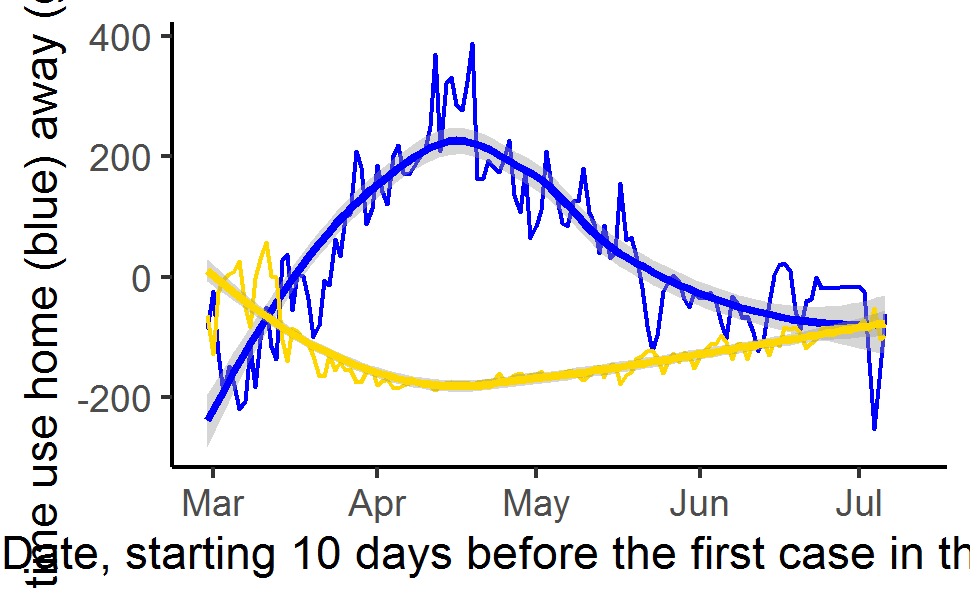 time use home (blue) away (
400
200
0
-200
Mar Apr May Jun Jul
Date, starting 10 days before the first case in th